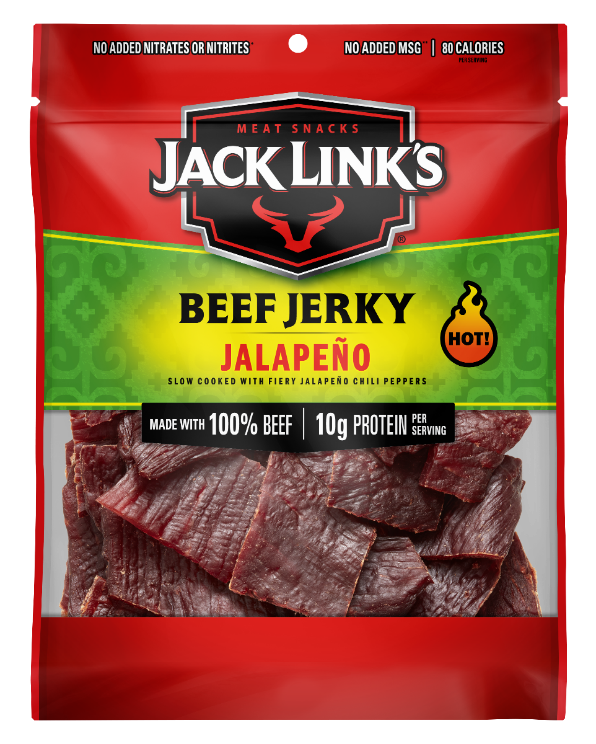 NO ADDED NITRATES OR NITRITES*
NO ADDED MSG** | 80 CALORIES
PER SERVING
MEAT SNACKS
JACK LINK'S
®
BEEF JERKY
HOT!
JALAPEÑO
SLOW COOKED WITH FIERY JALAPEÑO CHILI PEPPERS
MADE WITH 100% BEEF | 10g PROTEIN PER SERVING